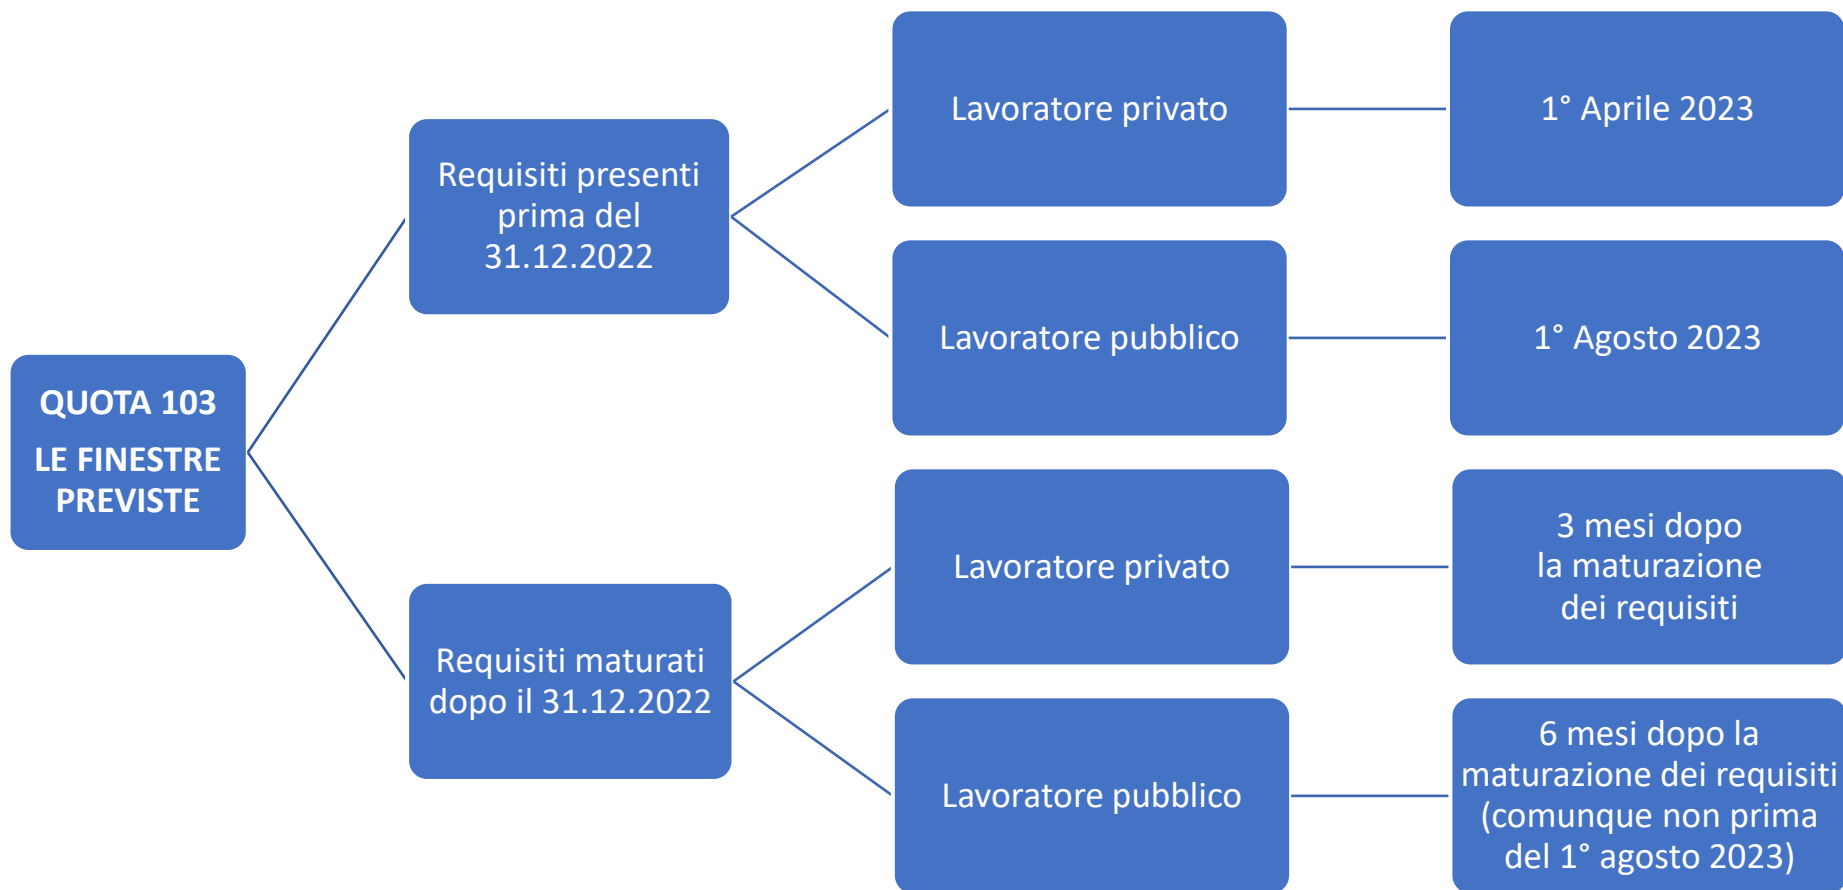 QUOTA 103
LE FINESTRE
PREVISTE
Requisiti presenti
prima del
31.12.2022
Lavoratore privato
1° Aprile 2023
Lavoratore pubblico
1° Agosto 2023
Requisiti maturati
dopo il 31.12.2022
Lavoratore privato
3 mesi dopo
la maturazione
dei requisiti
Lavoratore pubblico
6 mesi dopo la
maturazione dei requisiti
(comunque non prima
del 1° agosto 2023)